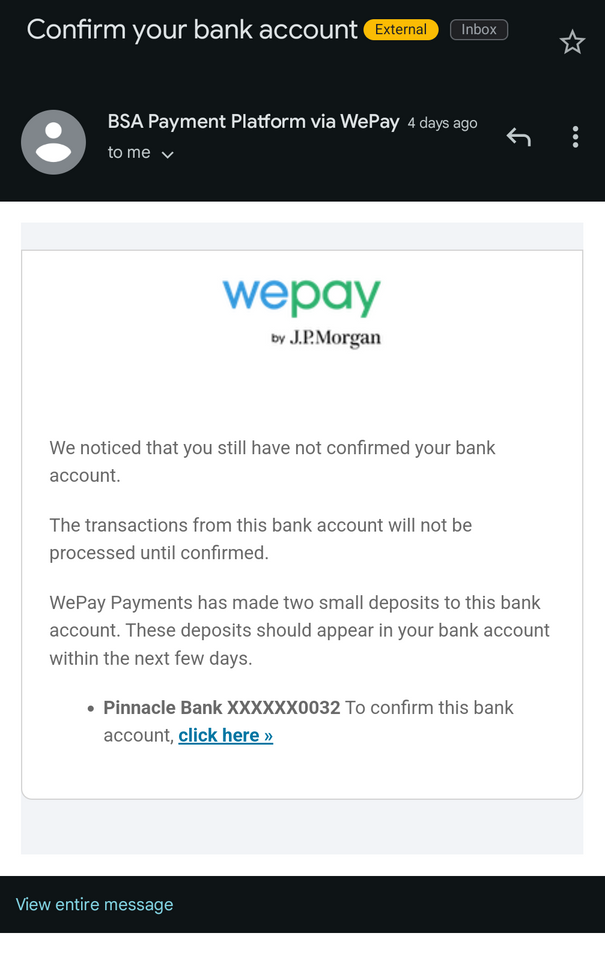 Confirm your bank account External Inbox
BSA Payment Platform via WePay 4 days ago
to me
wepay
by J.P.Morgan
We noticed that you still have not confirmed your bank
account.
The transactions from this bank account will not be
processed until confirmed.
WePay Payments has made two small deposits to this bank
account. These deposits should appear in your bank account
within the next few days.
• Pinnacle Bank XXXXXX0032 To confirm this bank
account, click here »
View entire message